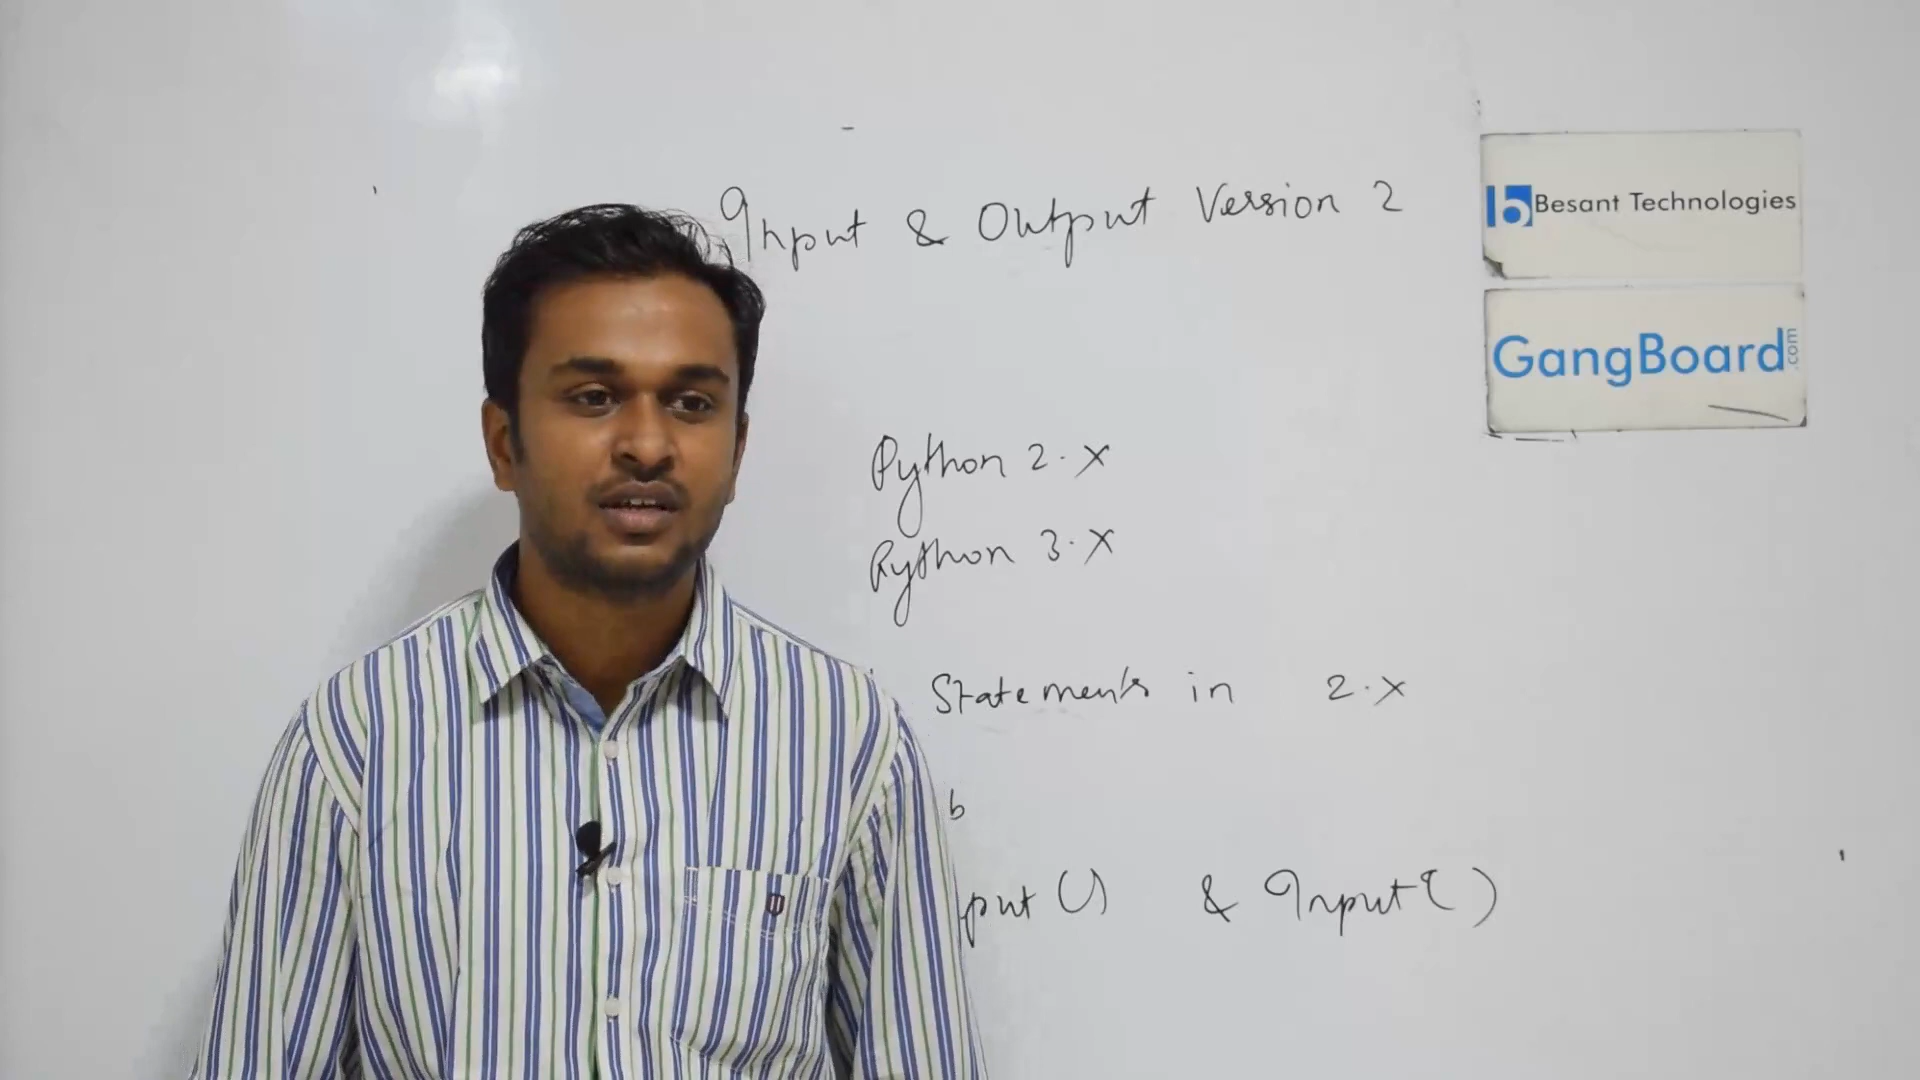 Input & Output Version 2
Besant Technologies
GangBoard.com
Python 2.x
Python 3.x
Statements in 2.x
b
put() & Input()